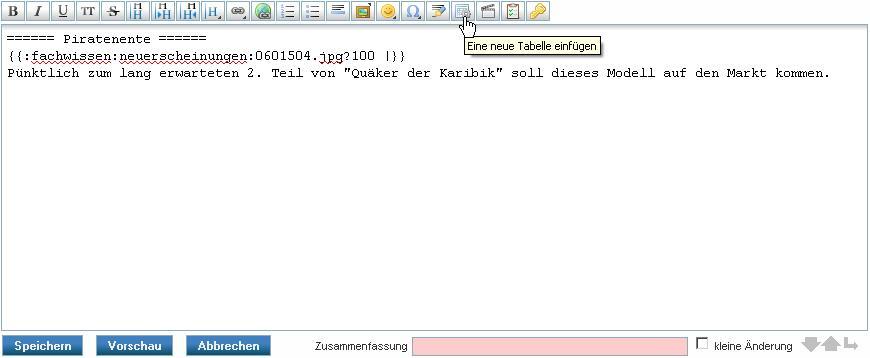 B I U TT S H H H H
Eine neue Tabelle einfügen
====== Piratenente ======
{{:fachwissen:neuerscheinungen:0601504.jpg?100 |}}
Pünktlich zum lang erwarteten 2. Teil von "Quäker der Karibik" soll dieses Modell auf den Markt kommen.
Speichern Vorschau Abbrechen Zusammenfassung kleine Änderung